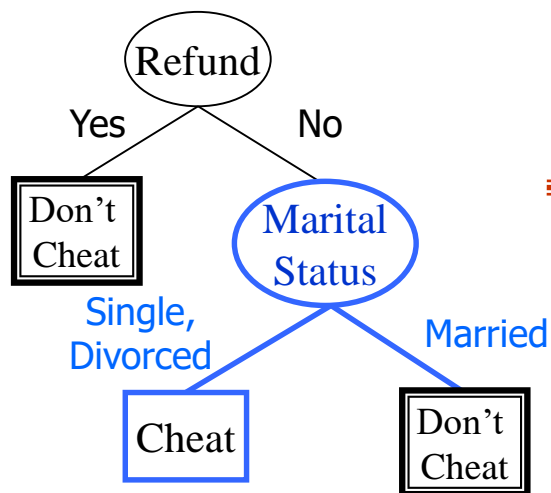 Refund
Yes
No
Don't
Cheat
Marital
Status
Single,
Divorced
Married
Cheat
Don't
Cheat